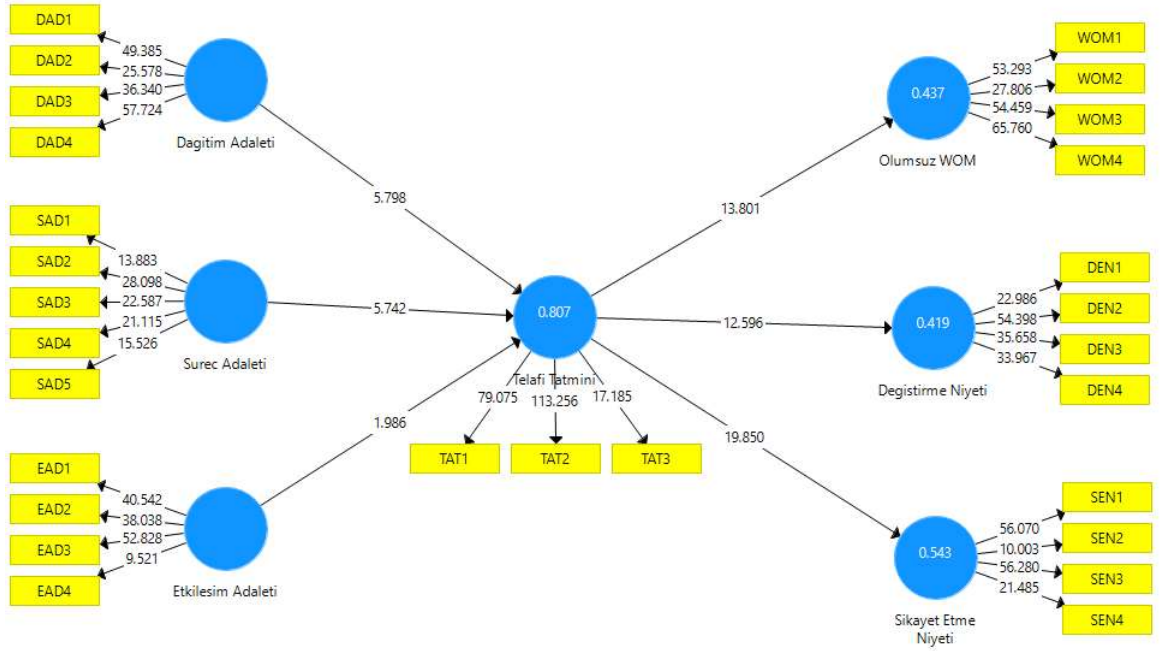 DAD1
DAD2
DAD3
DAD4
49.385
25.578
36.340
57.724
Dagitim Adaleti
SAD1
SAD2
SAD3
SAD4
SAD5
13.883
28.098
22.587
21.115
15.526
Surec Adaleti
EAD1
EAD2
EAD3
EAD4
40.542
38.038
52.828
9.521
Etkilesim Adaleti
5.798
5.742
1.986
0.807
Telafi Tatmini
79.075
113.256
17.185
TAT1
TAT2
TAT3
13.801
12.596
19.850
0.437
Olumsuz WOM
53.293
27.806
54.459
65.760
WOM1
WOM2
WOM3
WOM4
0.419
Degistirme Niyeti
22.986
54.398
35.658
33.967
DEN1
DEN2
DEN3
DEN4
0.543
Sikayet Etme
Niyeti
56.070
10.003
56.280
21.485
SEN1
SEN2
SEN3
SEN4